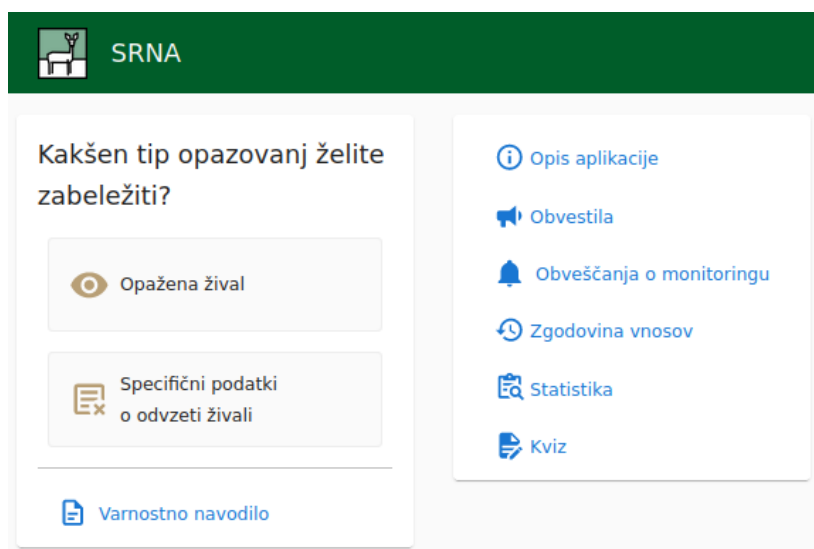 SRNA
Kakšen tip opazovanj želite
zabeležiti?
Opažena žival
Specifični podatki
o odvzeti živali
Varnostno navodilo
Opis aplikacije
Obvestila
Obveščanja o monitoringu
Zgodovina vnosov
Statistika
Kviz